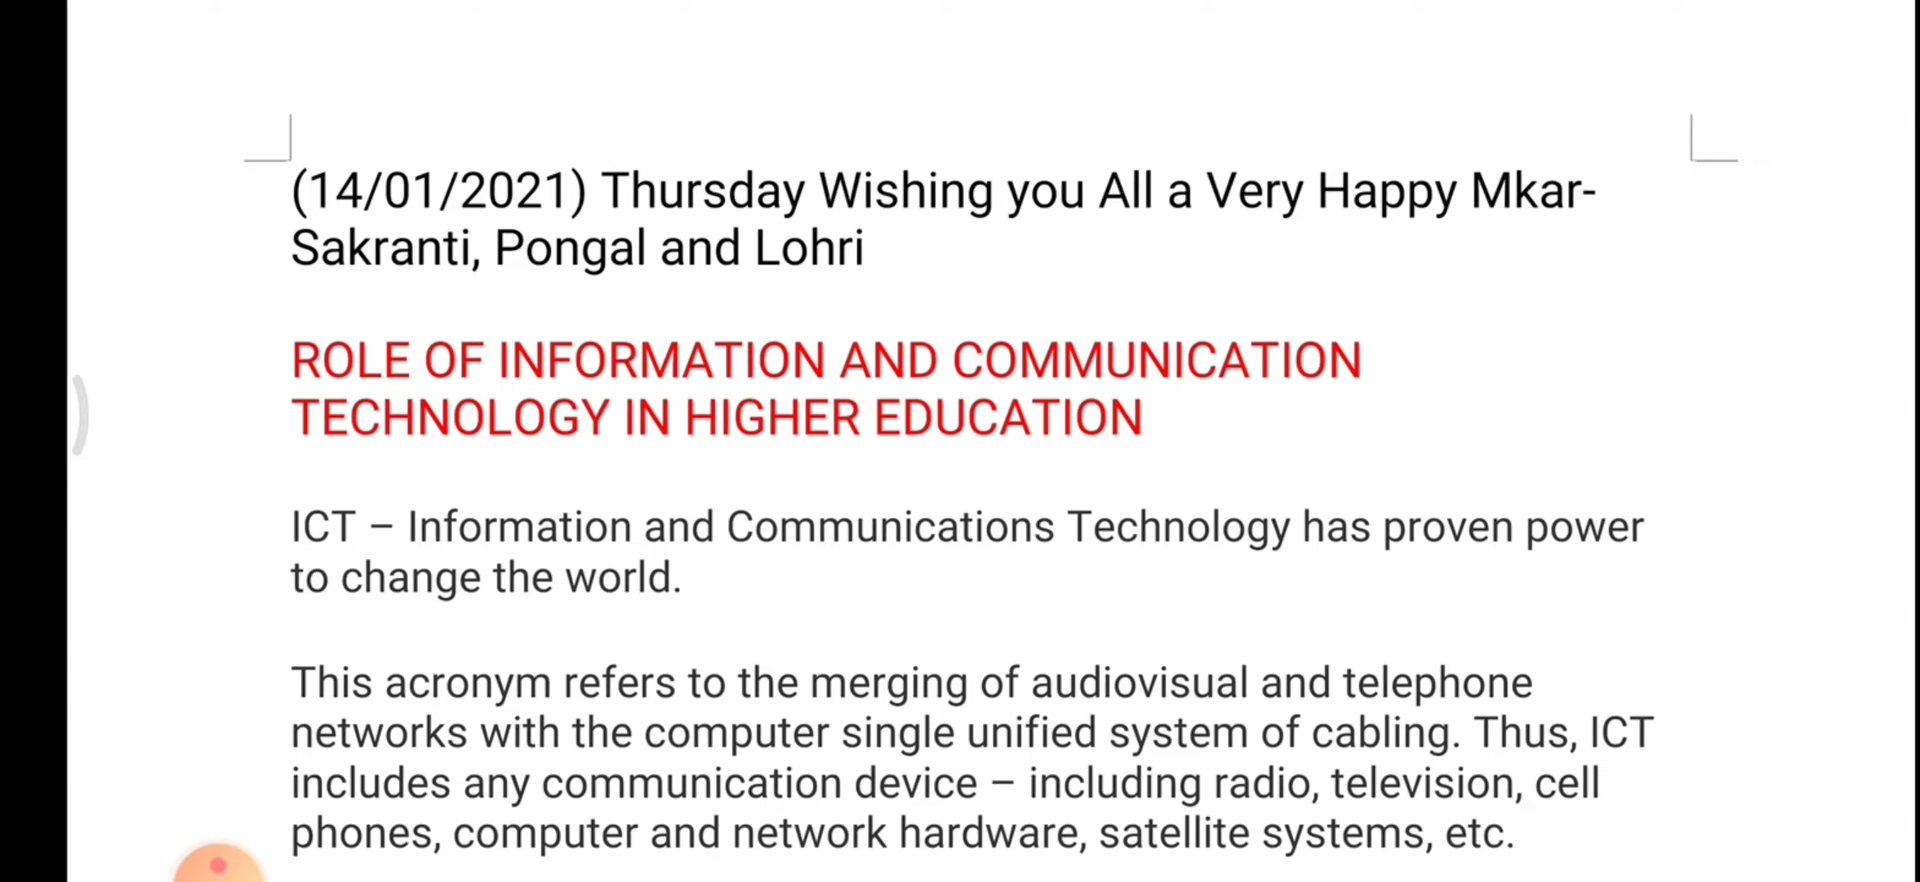 (14/01/2021) Thursday Wishing you All a Very Happy Mkar-
Sakranti, Pongal and Lohri
ROLE OF INFORMATION AND COMMUNICATION
TECHNOLOGY IN HIGHER EDUCATION
ICT – Information and Communications Technology has proven power
to change the world.
This acronym refers to the merging of audiovisual and telephone
networks with the computer single unified system of cabling. Thus, ICT
includes any communication device – including radio, television, cell
phones, computer and network hardware, satellite systems, etc.